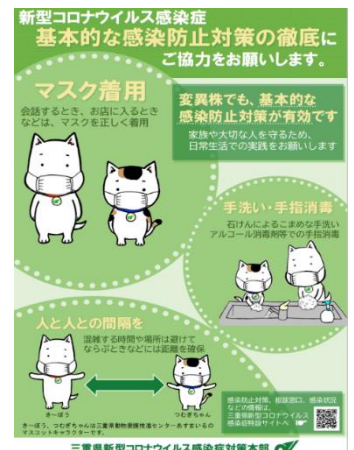 新型コロナウイルス感染症
基本的な感染防止対策の徹底に
ご協力をお願いします。
マスク着用
会話するとき、お店に入るとき
などは、マスクを正しく着用
変異株でも、基本的な
感染防止対策が有効です
家族や大切な人を守るため、
日常生活での実践をお願いします
手洗い・手指消毒
石けんによるこまめな手洗い
アルコール消毒剤等での手指消毒
人と人との間隔を
混雑する時間や場所は避けて
ならぶときなどには距離を確保
きーぼう
つむぎちゃん
きーぼう、つむぎちゃんは三重県動物愛護推進センターあすまいるの
マスコットキャラクターです。
感染防止対策、相談窓口、感染状況
などの情報は、
三重県新型コロナウイルス
感染症特設サイトへ
三重県新型コロナウイルス感染症対策本部